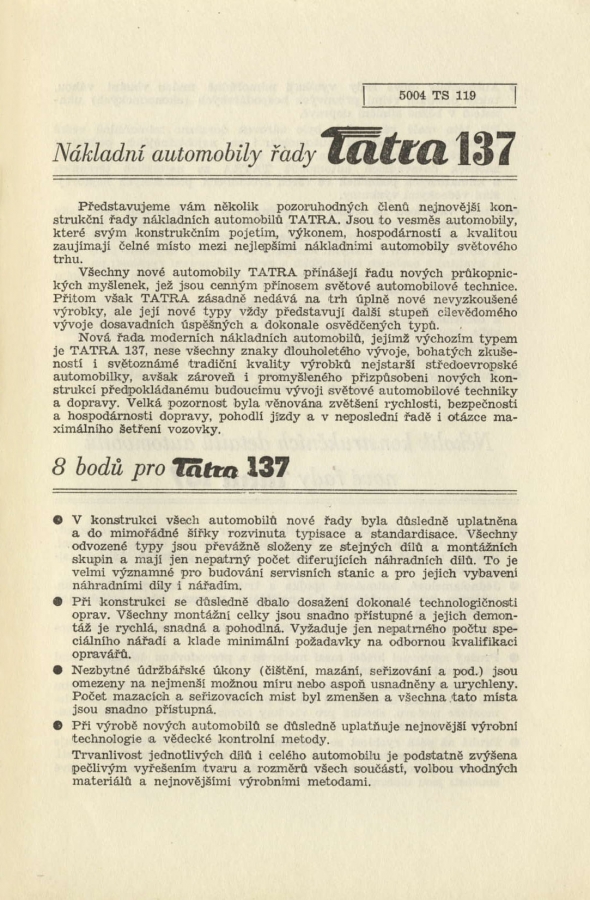 5004 TS 119
Nákladní automobily řady Tatra 137
Představujeme vám několik pozoruhodných členů nejnovější kon-
strukční řady nákladních automobilů TATRA. Jsou to vesměs automobily,
které svým konstrukčním pojetím, výkonem, hospodárností a kvalitou
zaujímají čelné místo mezi nejlepšími nákladními automobily světového
trhu.
Všechny nové automobily TATRA přinášejí řadu nových průkopnic-
kých myšlenek, jež jsou cenným přínosem světové automobilové technice.
Přitom však TATRA zásadně nedává na trh úplně nové nevyzkoušené
výrobky, ale její nové typy vždy představují další stupeň cílevědomého
vývoje dosavadních úspěšných a dokonale osvědčených typů.
Nová řada moderních nákladních automobilů, jejímž výchozím typem
je TATRA 137, nese všechny znaky dlouholetého vývoje, bohatých zkuše-
ností i světoznámé tradiční kvality výrobků nejstarší středoevropské
automobilky, avšak zároveň i promyšleného přizpůsobení nových kon-
strukcí předpokládanému budoucímu vývoji světové automobilové techniky
a dopravy. Velká pozornost byla věnována zvětšení rychlosti, bezpečnosti
a hospodárnosti dopravy, pohodlí jízdy a v neposlední řadě i otázce ma-
ximálního šetření vozovky.
8 bodů pro Tatra 137
● V konstrukci všech automobilů nové řady byla důsledně uplatněna
a do mimořádné šířky rozvinuta typisace a standardisace. Všechny
odvozené typy jsou převážně složeny ze stejných dílů a montážních
skupin a mají jen nepatrný počet diferujících náhradních dílů. To je
velmi významné pro budování servisních stanic a pro jejich vybavení
náhradními díly i nářadím.
● Při konstrukci se důsledně dbalo dosažení dokonalé technologičnosti
oprav. Všechny montážní celky jsou snadno přístupné a jejich demon-
táž je rychlá, snadná a pohodlná. Vyžaduje jen nepatrného počtu spe-
ciálního nářadí a klade minimální požadavky na odbornou kvalifikaci
opravářů.
● Nezbytné údržbářské úkony (čištění, mazání, seřizování a pod.) jsou
omezeny na nejmenší možnou míru nebo aspoň usnadněny a urychleny.
Počet mazacích a seřizovacích míst byl zmenšen a všechna tato místa
jsou snadno přístupná.
● Při výrobě nových automobilů se důsledně uplatňuje nejnovější výrobní
technologie a vědecké kontrolní metody.
Trvanlivost jednotlivých dílů i celého automobilu je podstatně zvýšena
pečlivým vyřešením tvaru a rozměrů všech součástí, volbou vhodných
materiálů a nejnovějšími výrobními metodami.